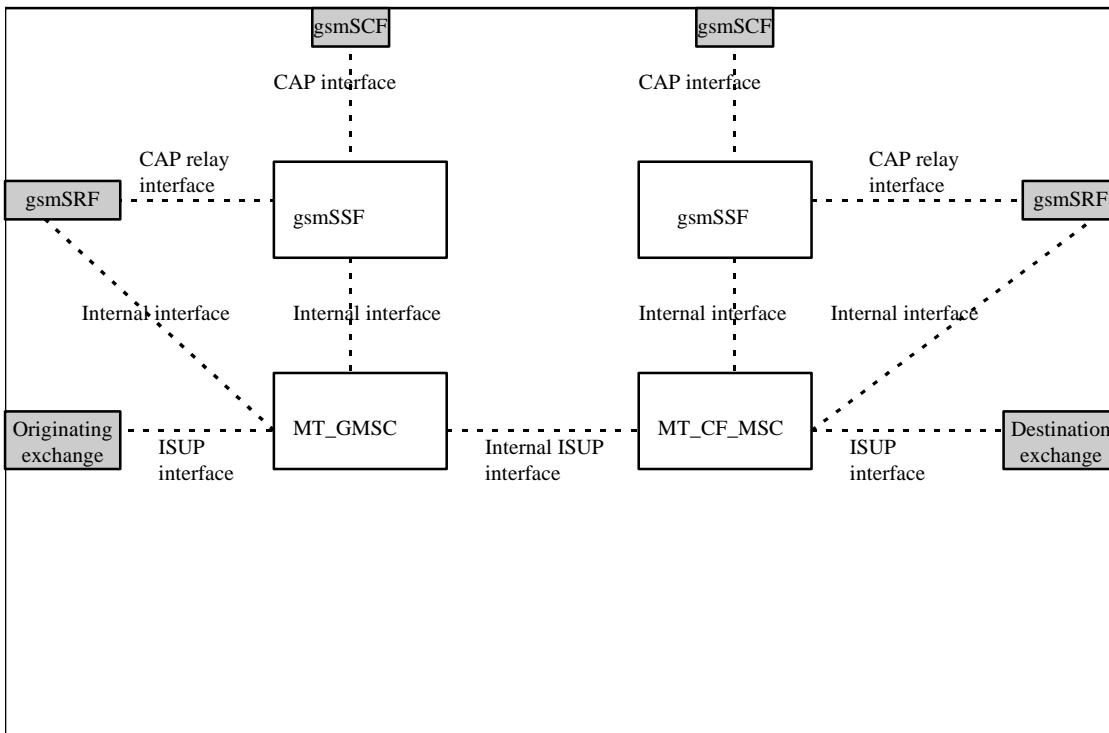 gsmSCF
gsmSCF
CAP interface
CAP interface
CAP relay
interface
CAP relay
interface
gsmSRF
gsmSSF
gsmSSF
gsmSRF
Internal interface
Internal interface
Internal interface
Internal interface
Originating
exchange
ISUP
interface
MT_GMSC
Internal ISUP
interface
MT_CF_MSC
ISUP
interface
Destination
exchange